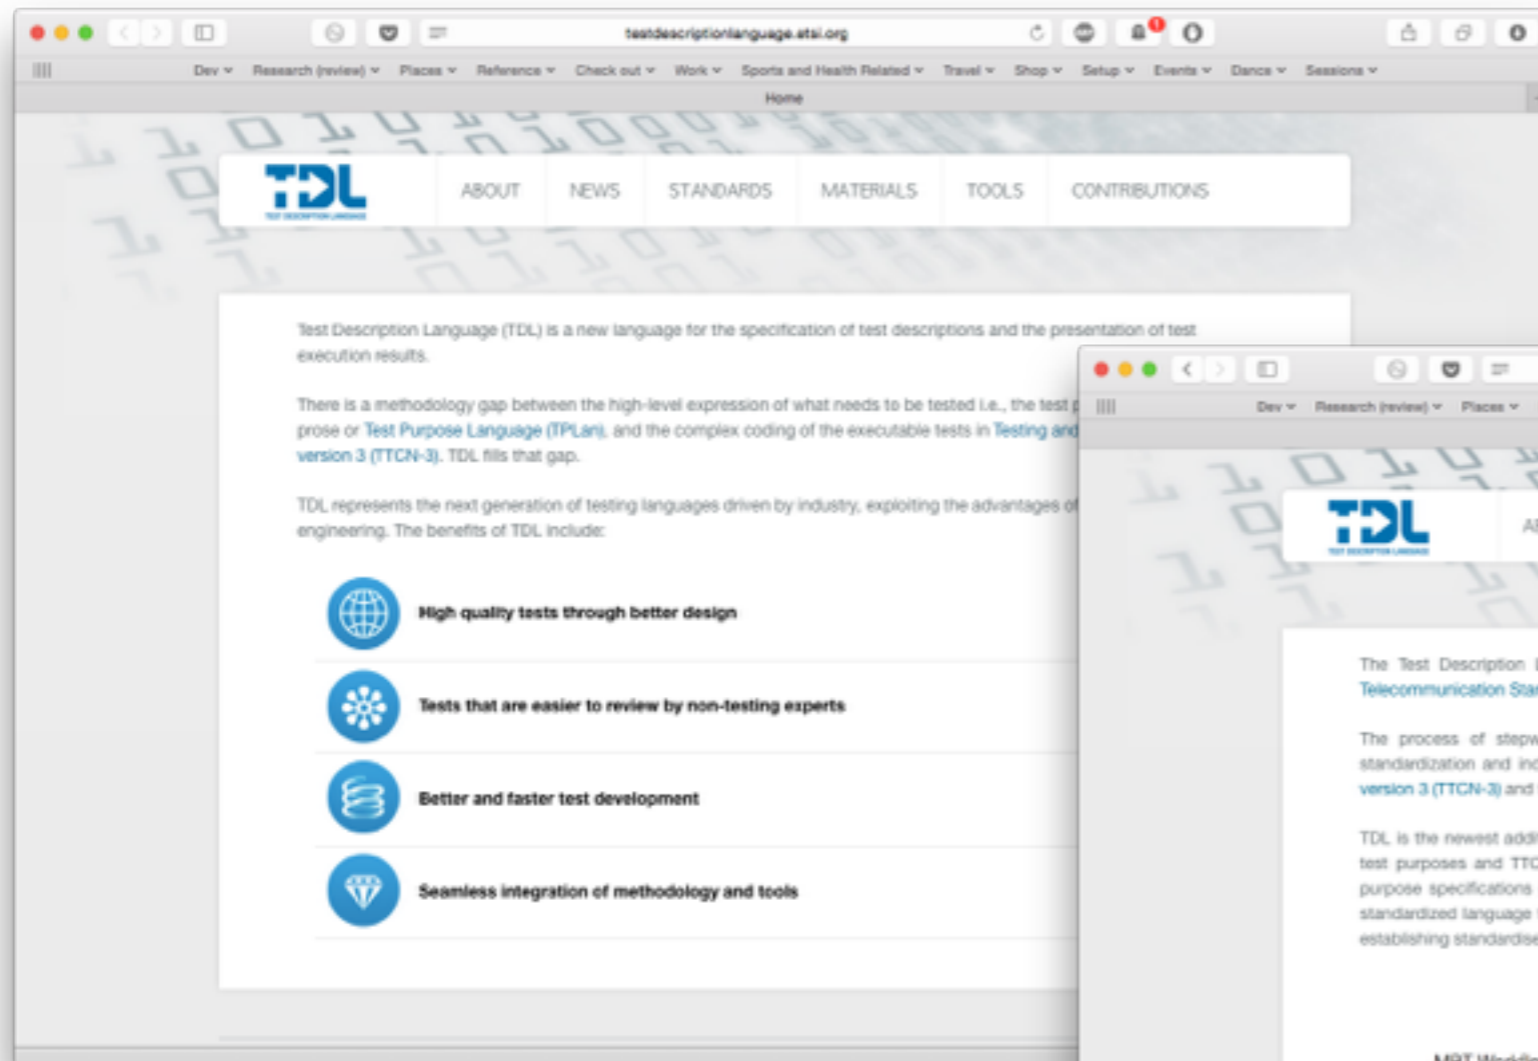 testdescriptionlanguage.etsi.org
1
Dev Research (review) Places Reference Check out Work Sports and Health Related Travel Shop Setup Events Dance Sessions
Home
TDL
TEST DESCRIPTION LANGUAGE
ABOUT NEWS STANDARDS MATERIALS TOOLS CONTRIBUTIONS
Test Description Language (TDL) is a new language for the specification of test descriptions and the presentation of test
execution results.
There is a methodology gap between the high-level expression of what needs to be tested i.e., the test
prose or Test Purpose Language (TPLan), and the complex coding of the executable tests in Testing and
version 3 (TTCN-3). TDL fills that gap.
TDL represents the next generation of testing languages driven by industry, exploiting the advantages of
engineering. The benefits of TDL include:
High quality tests through better design
Tests that are easier to review by non-testing experts
Better and faster test development
Seamless integration of methodology and tools
Dev Research (review) Places
TDL
TEST DESCRIPTION LANGUAGE
The Test Description
Telecommunication
The process of
standardization and
version 3 (TTCN-3) and
TDL is the newest
test purposes and
purpose specifications
standardized language
establishing